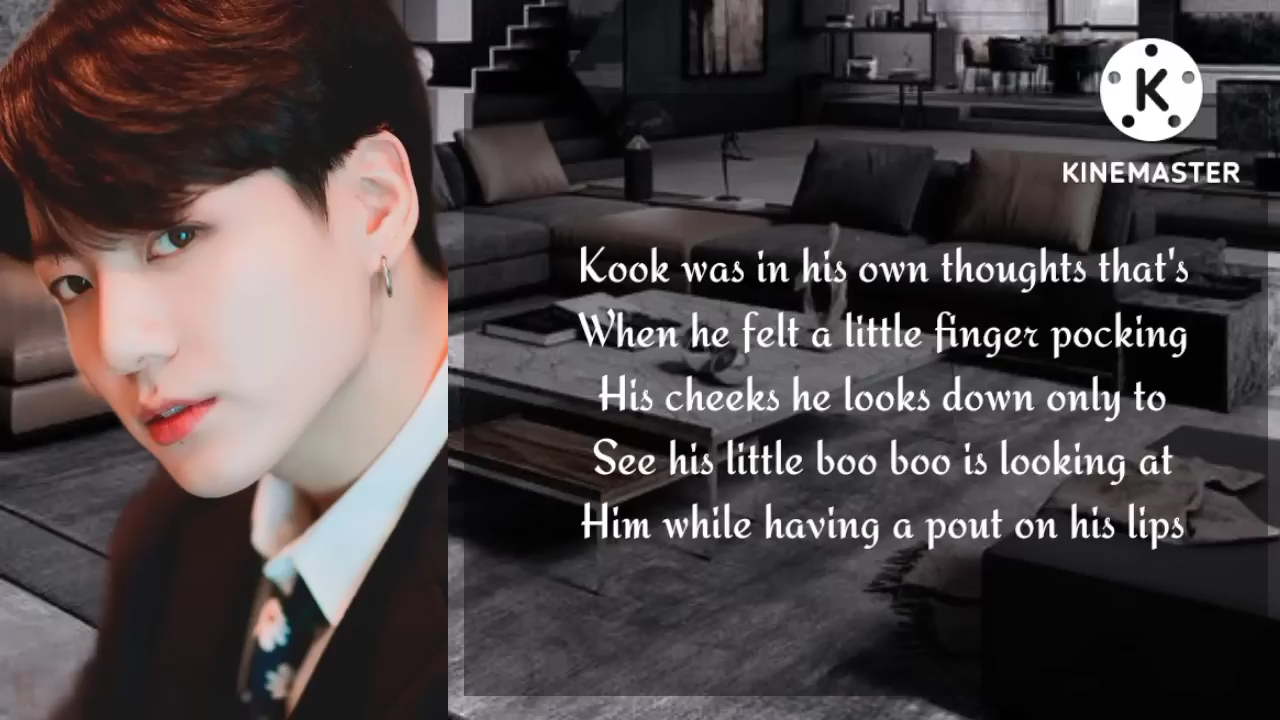 K
KINEMASTER
Kook was in his own thoughts that's
When he felt a little finger pocking
His cheeks he looks down only to
See his little boo boo is looking at
Him while having a pout on his lips